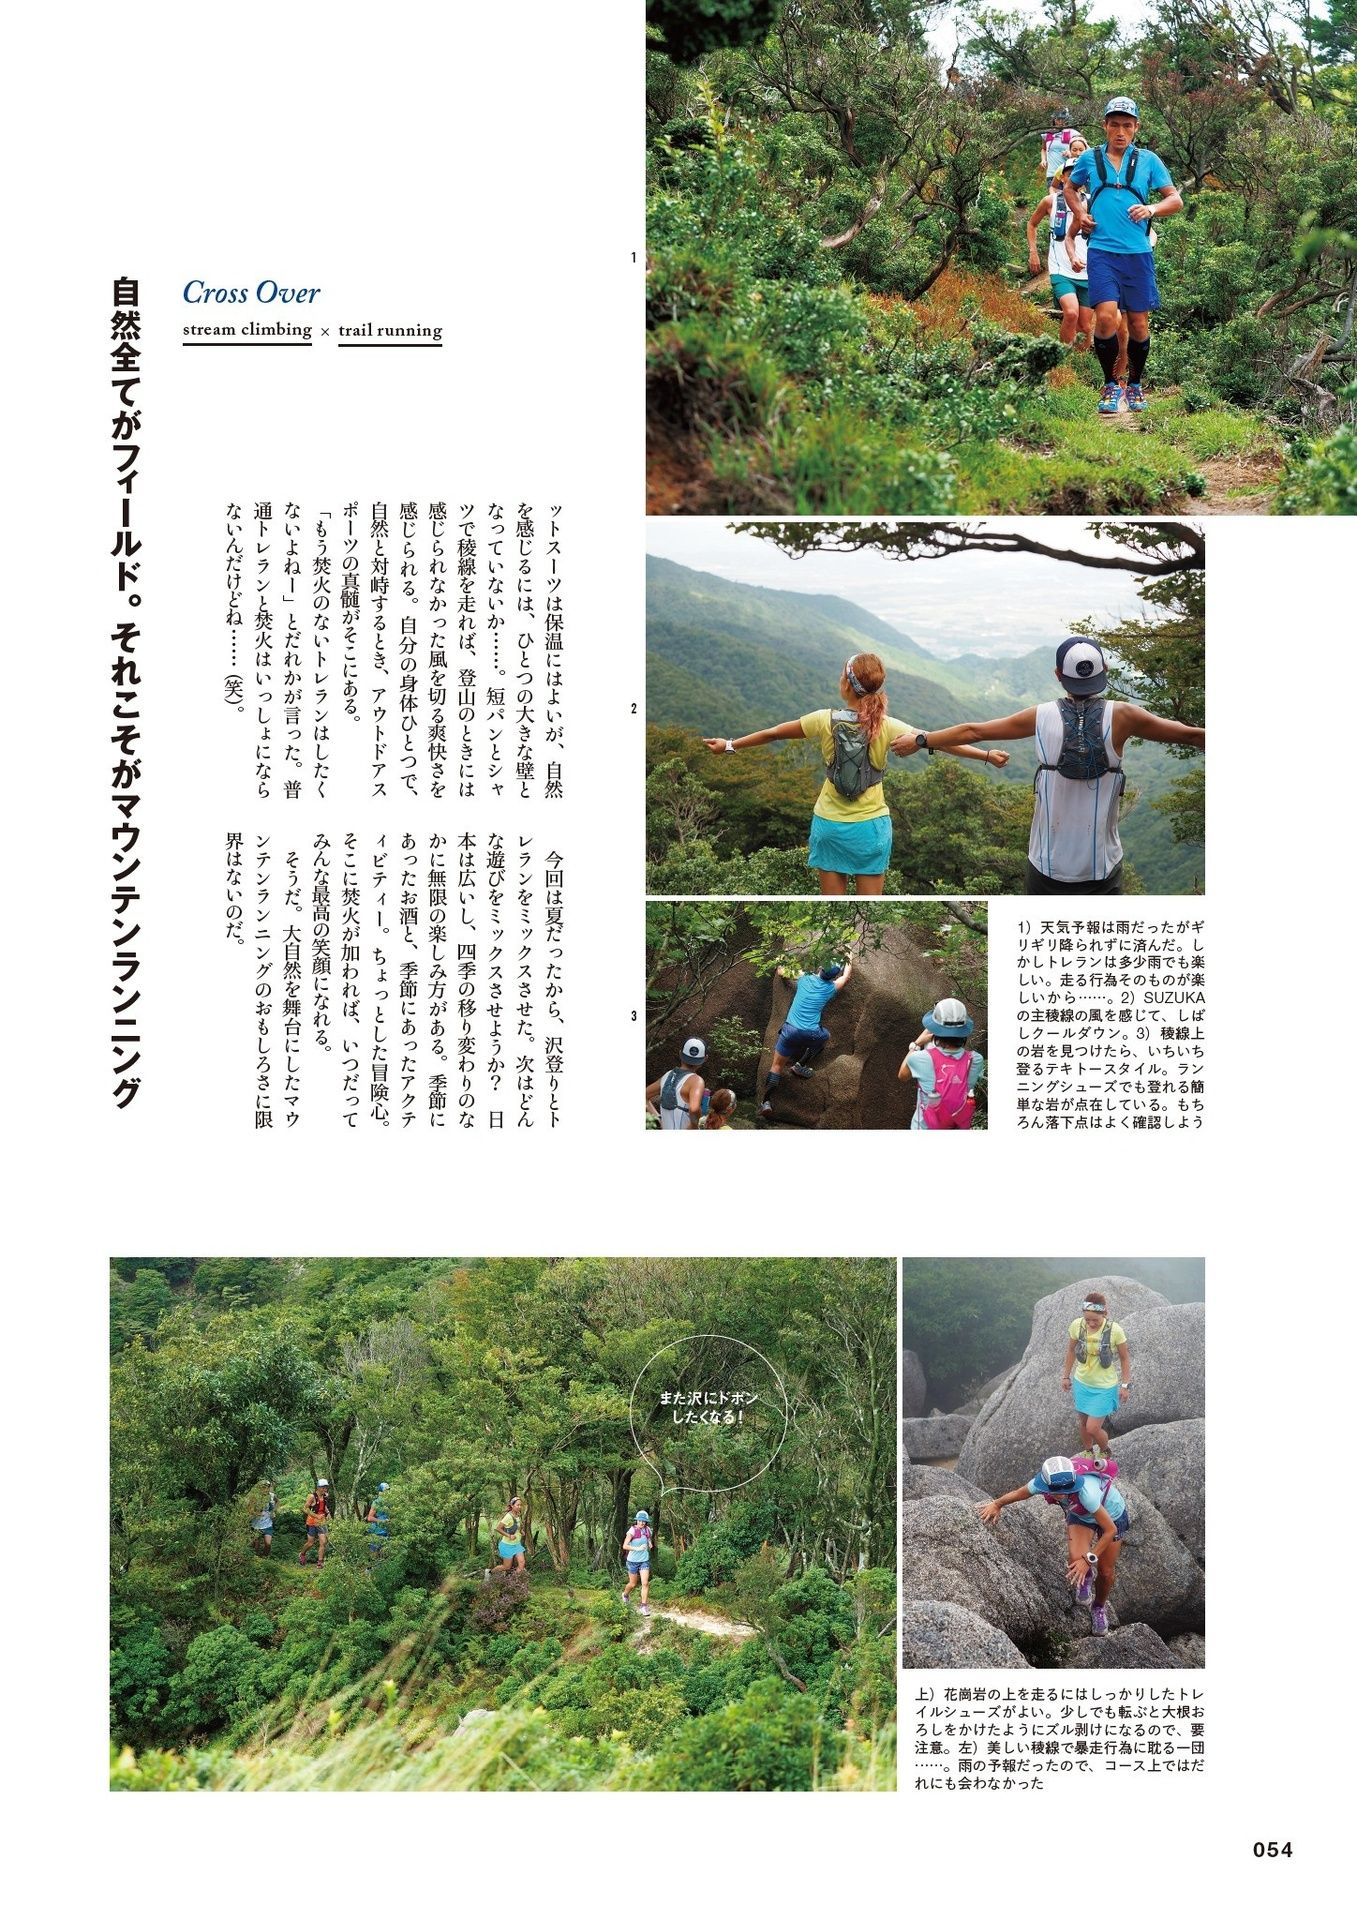 自然全てがフィールド。それこそがマウンテンランニング
Cross Over
stream climbing × trail running
ットスーツは保温にはよいが、自然
を感じるには、ひとつの大きな壁と
なっていないか……。短パンとシャ
ツで稜線を走れば、登山のときには
感じられなかった風を切る爽快さを
感じられる。自分の身体ひとつで、
自然と対峙するとき、アウトドアス
ポーツの真髄がそこにある。
「もう焚火のないトレランはしたく
ないよねー」とだれかが言った。普
通トレランと焚火はいっしょになら
ないんだけどね……（笑）。
今回は夏だったから、沢登りとト
レランをミックスさせた。次はどん
な遊びをミックスさせようか？　日
本は広いし、四季の移り変わりのな
かに無限の楽しみ方がある。季節に
あったお酒と、季節にあったアクテ
ィビティー。ちょっとした冒険心。
そこに焚火が加われば、いつだって
みんな最高の笑顔になれる。
そうだ。大自然を舞台にしたマウ
ンテンランニングのおもしろさに限
界はないのだ。
1
2
3
1）天気予報は雨だったがギ
リギリ降られずに済んだ。し
かしトレランは多少雨でも楽
しい。走る行為そのものが楽
しいから……。2）SUZUKA
の主稜線の風を感じて、しば
しクールダウン。3）稜線上
の岩を見つけたら、いちいち
登るテキトースタイル。ラン
ニングシューズでも登れる簡
単な岩が点在している。もち
ろん落下点はよく確認しよう
また沢にドボン
したくなる！
上）花崗岩の上を走るにはしっかりしたトレ
イルシューズがよい。少しでも転ぶと大根お
ろしをかけたようにズル剥けになるので、要
注意。左）美しい稜線で暴走行為に耽る一団
……。雨の予報だったので、コース上ではだ
れにも会わなかった
054